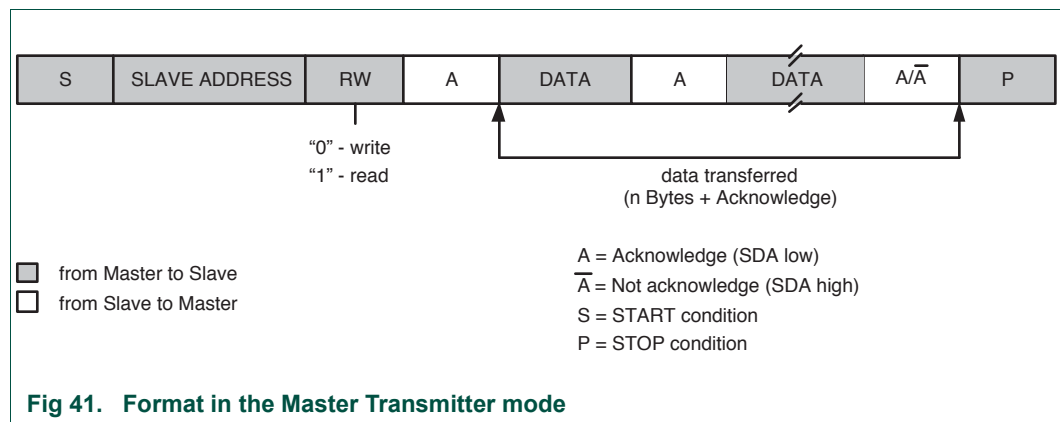 S SLAVE ADDRESS RW A DATA A DATA A/A̅ P
“0” - write
“1” - read
data transferred
(n Bytes + Acknowledge)
from Master to Slave
from Slave to Master
A = Acknowledge (SDA low)
A̅ = Not acknowledge (SDA high)
S = START condition
P = STOP condition
Fig 41. Format in the Master Transmitter mode